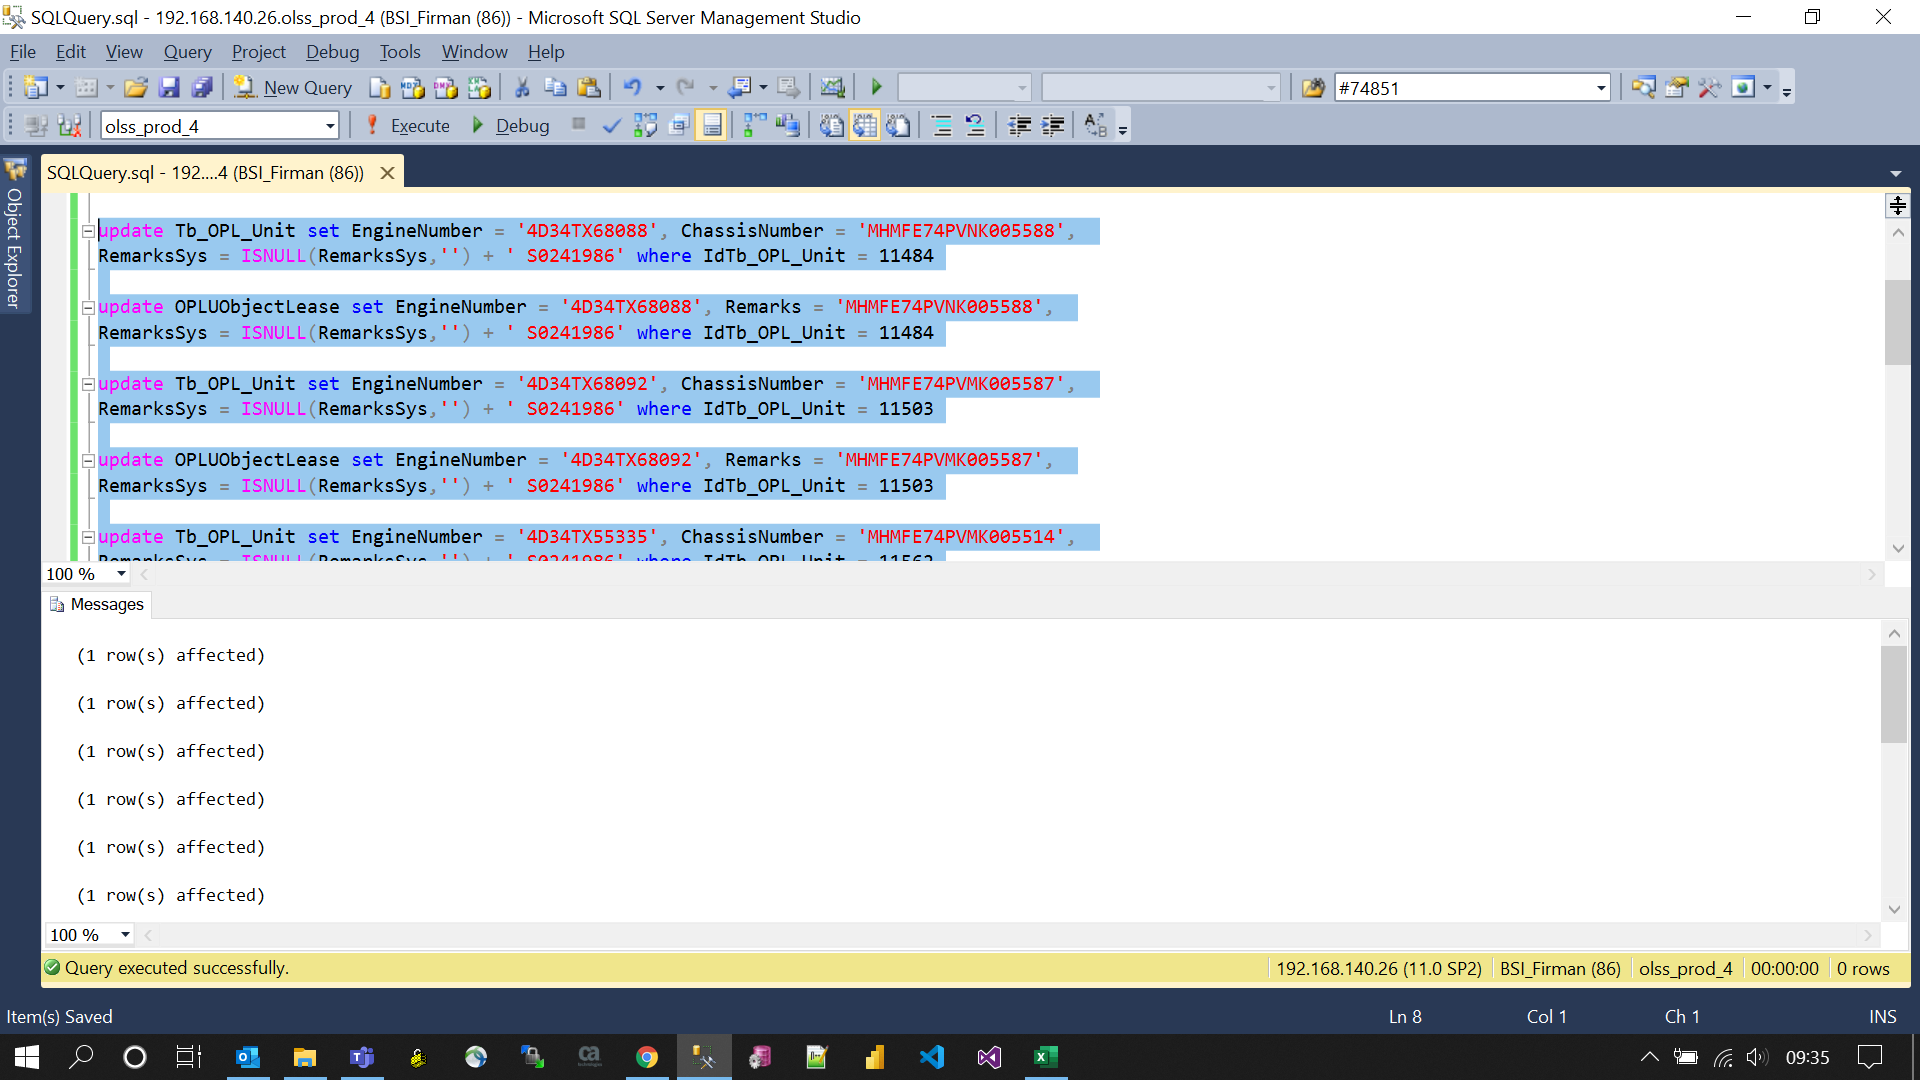 SQLQuery.sql - 192.168.140.26.olss_prod_4 (BSI_Firman (86)) - Microsoft SQL Server Management Studio
File Edit View Query Project Debug Tools Window Help
New Query #74851
olss_prod_4 Execute Debug
SQLQuery.sql - 192....4 (BSI_Firman (86))
Object Explorer
update Tb_OPL_Unit set EngineNumber = '4D34TX68088', ChassisNumber = 'MHMFE74PVNK005588',
RemarksSys = ISNULL(RemarksSys,'') + ' S0241986' where IdTb_OPL_Unit = 11484
update OPLUObjectLease set EngineNumber = '4D34TX68088', Remarks = 'MHMFE74PVNK005588',
RemarksSys = ISNULL(RemarksSys,'') + ' S0241986' where IdTb_OPL_Unit = 11484
update Tb_OPL_Unit set EngineNumber = '4D34TX68092', ChassisNumber = 'MHMFE74PVMK005587',
RemarksSys = ISNULL(RemarksSys,'') + ' S0241986' where IdTb_OPL_Unit = 11503
update OPLUObjectLease set EngineNumber = '4D34TX68092', Remarks = 'MHMFE74PVMK005587',
RemarksSys = ISNULL(RemarksSys,'') + ' S0241986' where IdTb_OPL_Unit = 11503
update Tb_OPL_Unit set EngineNumber = '4D34TX55335', ChassisNumber = 'MHMFE74PVMK005514',
RemarksSys = ISNULL(RemarksSys,'') + ' S0241986' where IdTb_OPL_Unit =
100 %
Messages
(1 row(s) affected)
(1 row(s) affected)
(1 row(s) affected)
(1 row(s) affected)
(1 row(s) affected)
(1 row(s) affected)
100 %
Query executed successfully. 192.168.140.26 (11.0 SP2) BSI_Firman (86) olss_prod_4 00:00:00 0 rows
Item(s) Saved Ln 8 Col 1 Ch 1 INS
09:35